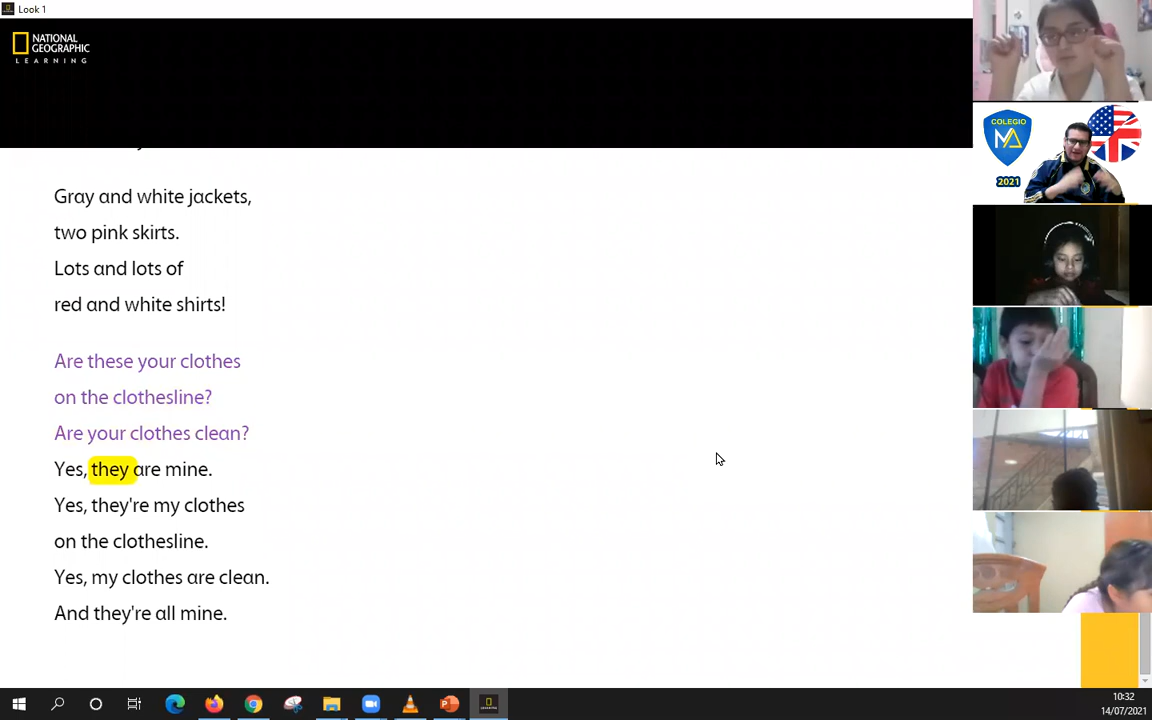 Look 1
NATIONAL
GEOGRAPHIC
LEARNING
Gray and white jackets,
two pink skirts.
Lots and lots of
red and white shirts!
Are these your clothes
on the clothesline?
Are your clothes clean?
Yes, they are mine.
Yes, they're my clothes
on the clothesline.
Yes, my clothes are clean.
And they're all mine.
COLEGIO
MA
2021
10:32
14/07/2021